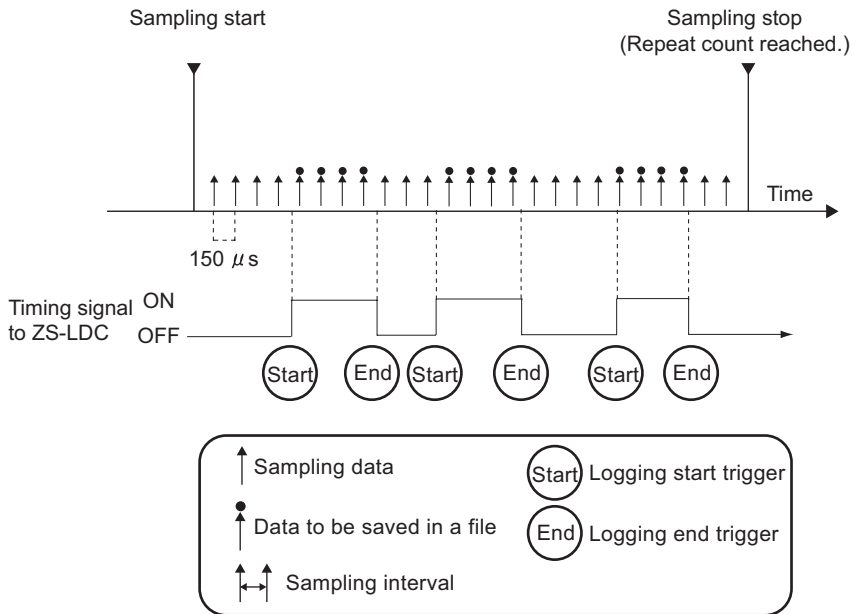 Sampling start
Sampling stop
(Repeat count reached.)
Time
150 μs
Timing signal
to ZS-LDC
ON
OFF
Start End Start End Start End
Sampling data
Data to be saved in a file
Sampling interval
Start Logging start trigger
End Logging end trigger